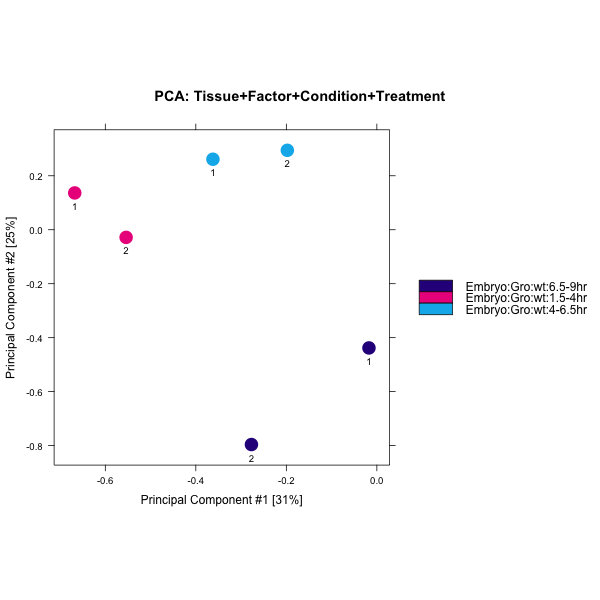 PCA: Tissue+Factor+Condition+Treatment
Principal Component #2 [25%]
0.2
0.0
-0.2
-0.4
-0.6
-0.8
1
2
1
2
1
2
-0.6
-0.4
-0.2
0.0
Principal Component #1 [31%]
Embryo:Gro:wt:6.5-9hr
Embryo:Gro:wt:1.5-4hr
Embryo:Gro:wt:4-6.5hr